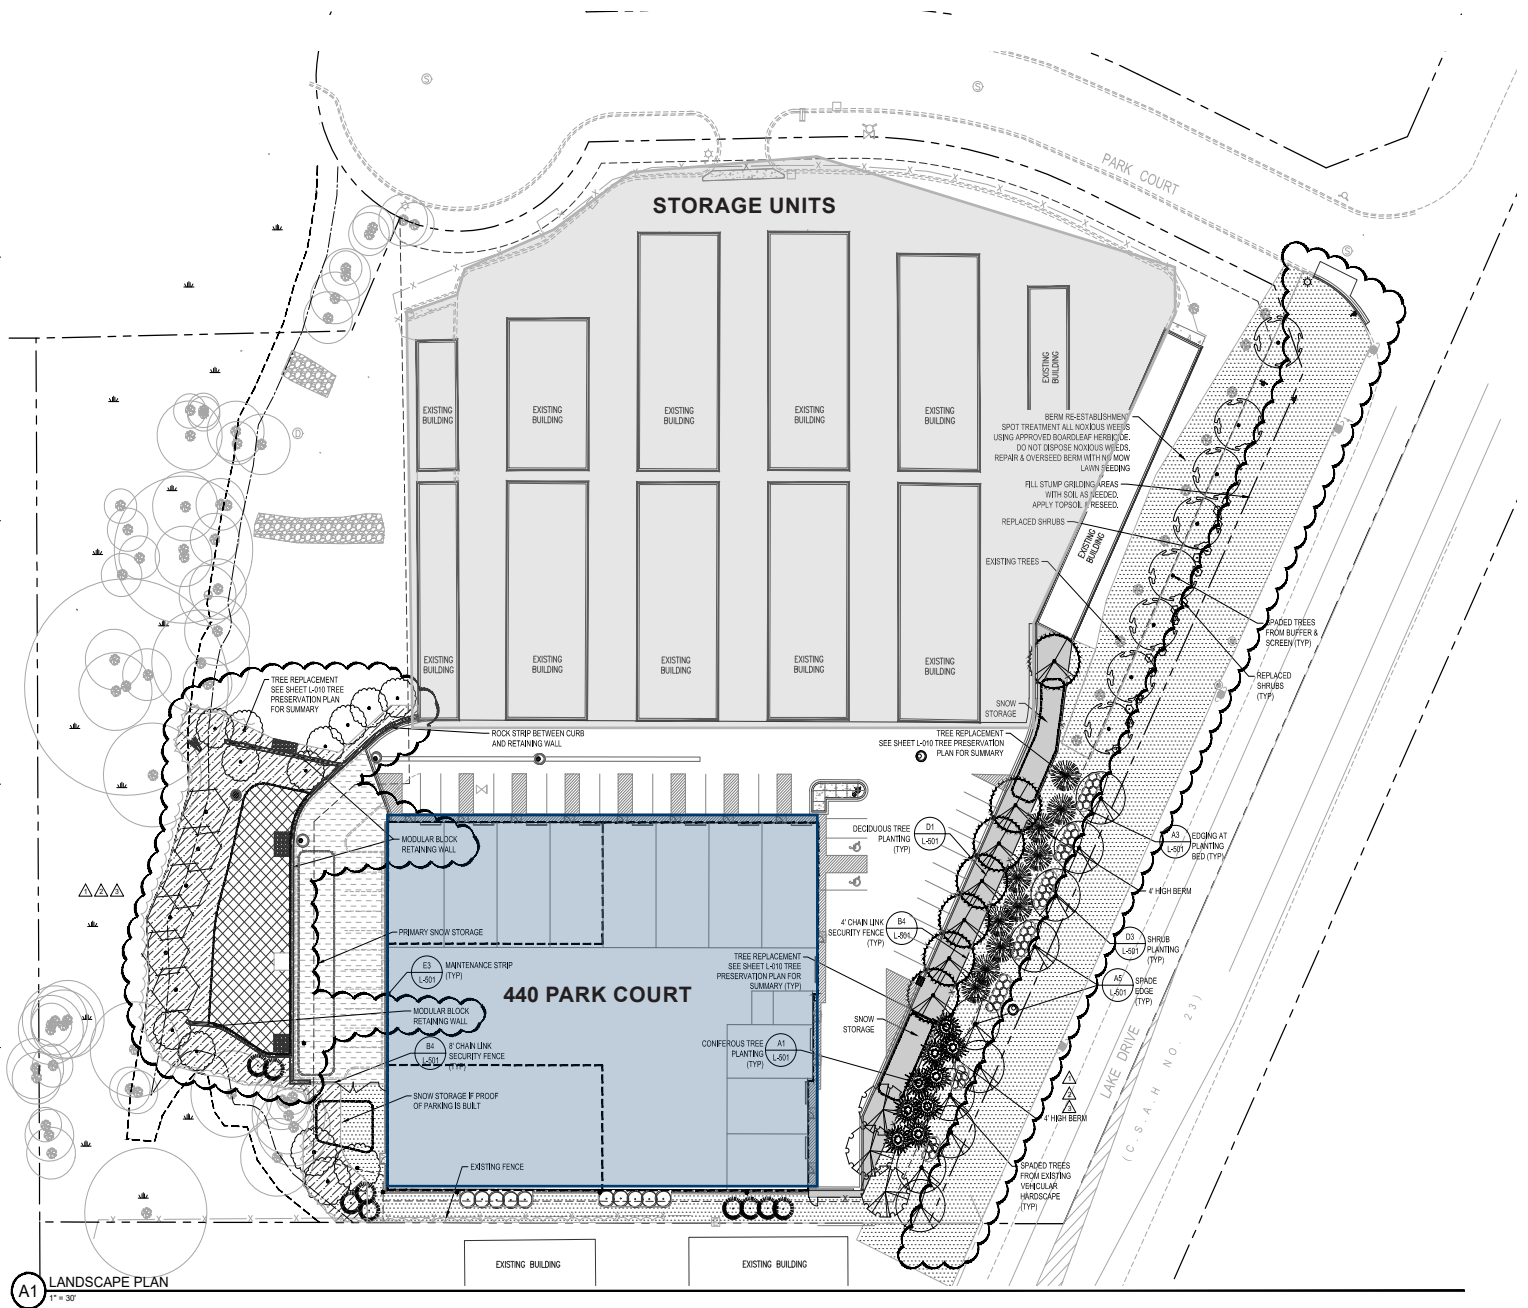 PARK COURT
STORAGE UNITS
EXISTING
BUILDING
EXISTING
BUILDING
EXISTING
BUILDING
EXISTING
BUILDING
EXISTING
BUILDING
EXISTING
BUILDING
BERM RE-ESTABLISHMENT
SPOT TREATMENT ALL NOXIOUS WEEDS
USING APPROVED BOARDLEAF HERBICIDE.
DO NOT DISPOSE NOXIOUS WEEDS.
REPAIR & OVERSEED BERM WITH NO MOW
LAWN SEEDING
FILL STUMP GRILDING AREAS
WITH SOIL AS NEEDED.
APPLY TOPSOIL & RESEED.
REPLACED SHRUBS
EXISTING
BUILDING
EXISTING TREES
SPADED TREES
FROM BUFFER &
SCREEN (TYP)
EXISTING
BUILDING
EXISTING
BUILDING
EXISTING
BUILDING
EXISTING
BUILDING
EXISTING
BUILDING
REPLACED
SHRUBS
(TYP)
TREE REPLACEMENT
SEE SHEET L-010 TREE
PRESERVATION PLAN
FOR SUMMARY
SNOW
STORAGE
ROCK STRIP BETWEEN CURB
AND RETAINING WALL
TREE REPLACEMENT
SEE SHEET L-010 TREE PRESERVATION
PLAN FOR SUMMARY
DECIDUOUS TREE
PLANTING
(TYP)
D1
L-501
A3
L-501
EDGING AT
PLANTING
BED (TYP)
MODULAR BLOCK
RETAINING WALL
4' HIGH BERM
1 2 3
4' CHAIN LINK
SECURITY FENCE
(TYP)
B4
L-501
PRIMARY SNOW STORAGE
D3
L-501
SHRUB
PLANTING
(TYP)
E3
L-501
MAINTENANCE STRIP
(TYP)
TREE REPLACEMENT
SEE SHEET L-010 TREE
PRESERVATION PLAN FOR
SUMMARY (TYP)
A5
L-501
SPADE
EDGE
(TYP)
440 PARK COURT
MODULAR BLOCK
RETAINING WALL
SNOW
STORAGE
B4
L-501
8' CHAIN LINK
SECURITY FENCE
(TYP)
CONIFEROUS TREE
PLANTING
(TYP)
A1
L-501
LAKE DRIVE
(C.S.A.H NO. 23)
1
2
3
4' HIGH BERM
SNOW STORAGE IF PROOF
OF PARKING IS BUILT
EXISTING FENCE
SPADED TREES
FROM EXISTING
VEHICULAR
HARDSCAPE
(TYP)
EXISTING BUILDING
EXISTING BUILDING
A1
LANDSCAPE PLAN
1" = 30'